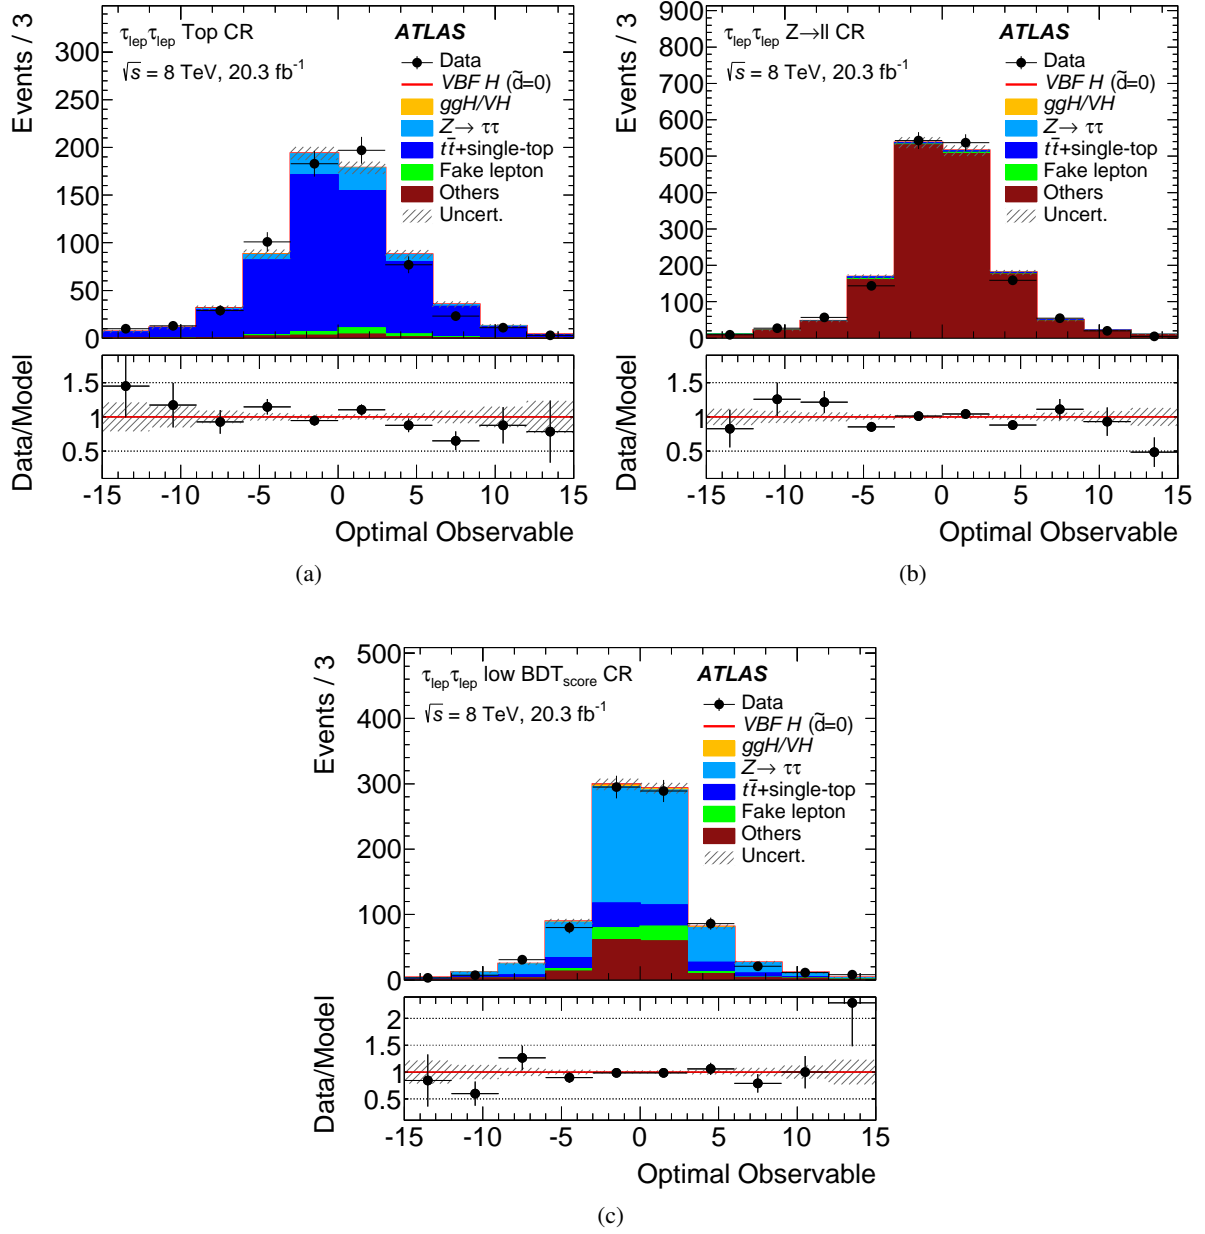 Events / 3
350
300
250
200
150
100
50
0
τlepτlep Top CR
√s = 8 TeV, 20.3 fb⁻¹
ATLAS
Data
VBF H (d̃=0)
ggH/VH
Z→ ττ
tt̄+single-top
Fake lepton
Others
Uncert.
Data/Model
1.5
1
0.5
-15 -10 -5 0 5 10 15
Optimal Observable
(a)
Events / 3
900
800
700
600
500
400
300
200
100
0
τlepτlep Z→ll CR
√s = 8 TeV, 20.3 fb⁻¹
ATLAS
Data
VBF H (d̃=0)
ggH/VH
Z→ ττ
tt̄+single-top
Fake lepton
Others
Uncert.
Data/Model
1.5
1
0.5
-15 -10 -5 0 5 10 15
Optimal Observable
(b)
Events / 3
500
400
300
200
100
0
τlepτlep low BDTscore CR
√s = 8 TeV, 20.3 fb⁻¹
ATLAS
Data
VBF H (d̃=0)
ggH/VH
Z→ ττ
tt̄+single-top
Fake lepton
Others
Uncert.
Data/Model
2
1.5
1
0.5
-15 -10 -5 0 5 10 15
Optimal Observable
(c)